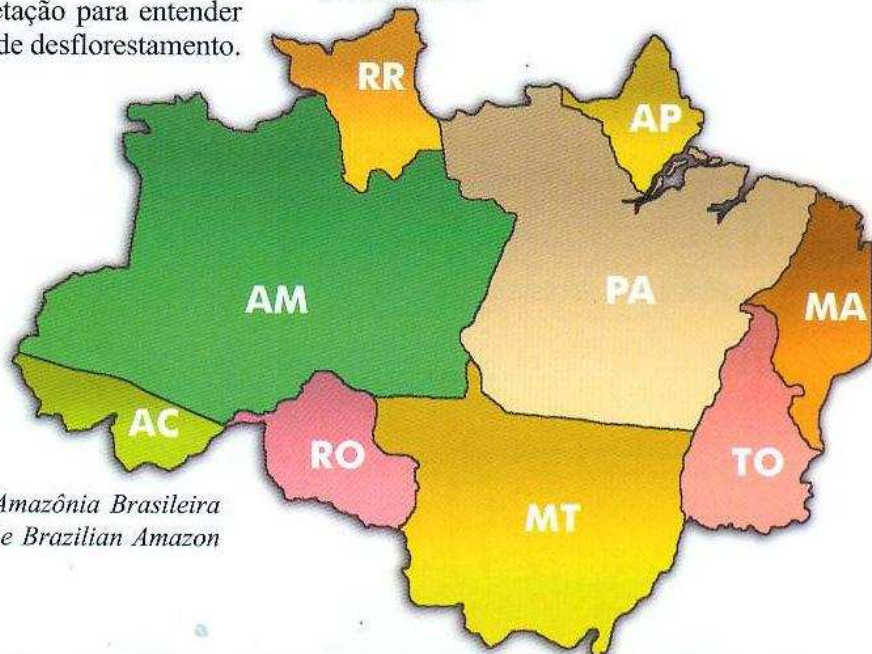 etação para entender
de desflorestamento.
RR
AP
AM
PA
MA
AC
RO
TO
MT
Amazônia Brasileira
e Brazilian Amazon